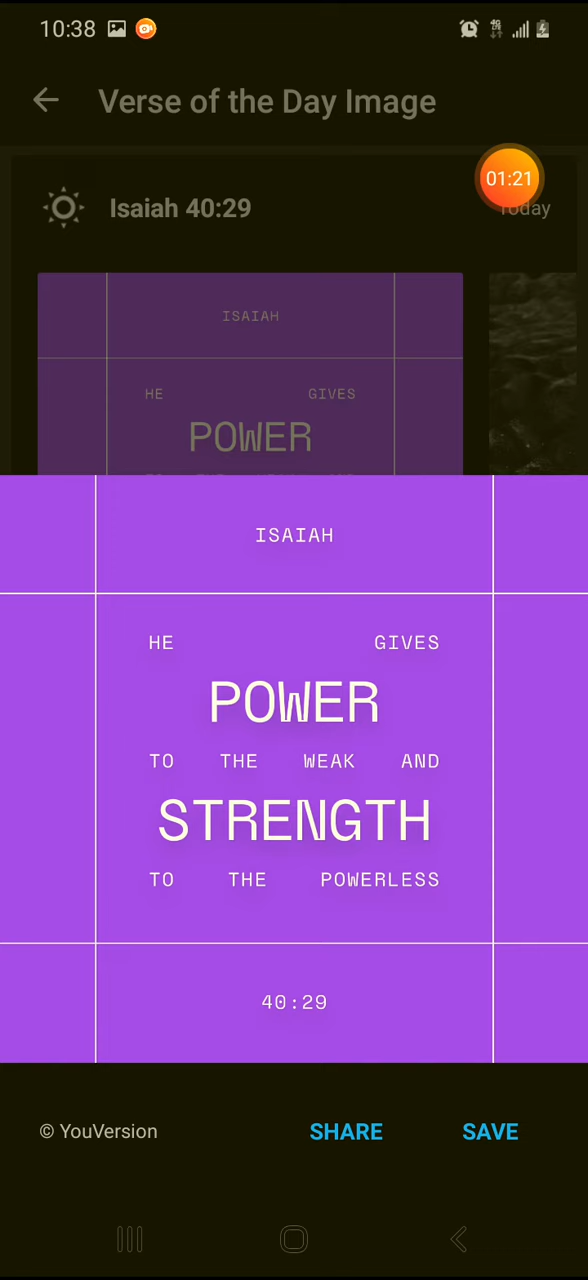 10:38
4G
Verse of the Day Image
01:21
Isaiah 40:29
Today
ISAIAH
HE GIVES
POWER
ISAIAH
HE GIVES
POWER
TO THE WEAK AND
STRENGTH
TO THE POWERLESS
40:29
© YouVersion
SHARE SAVE